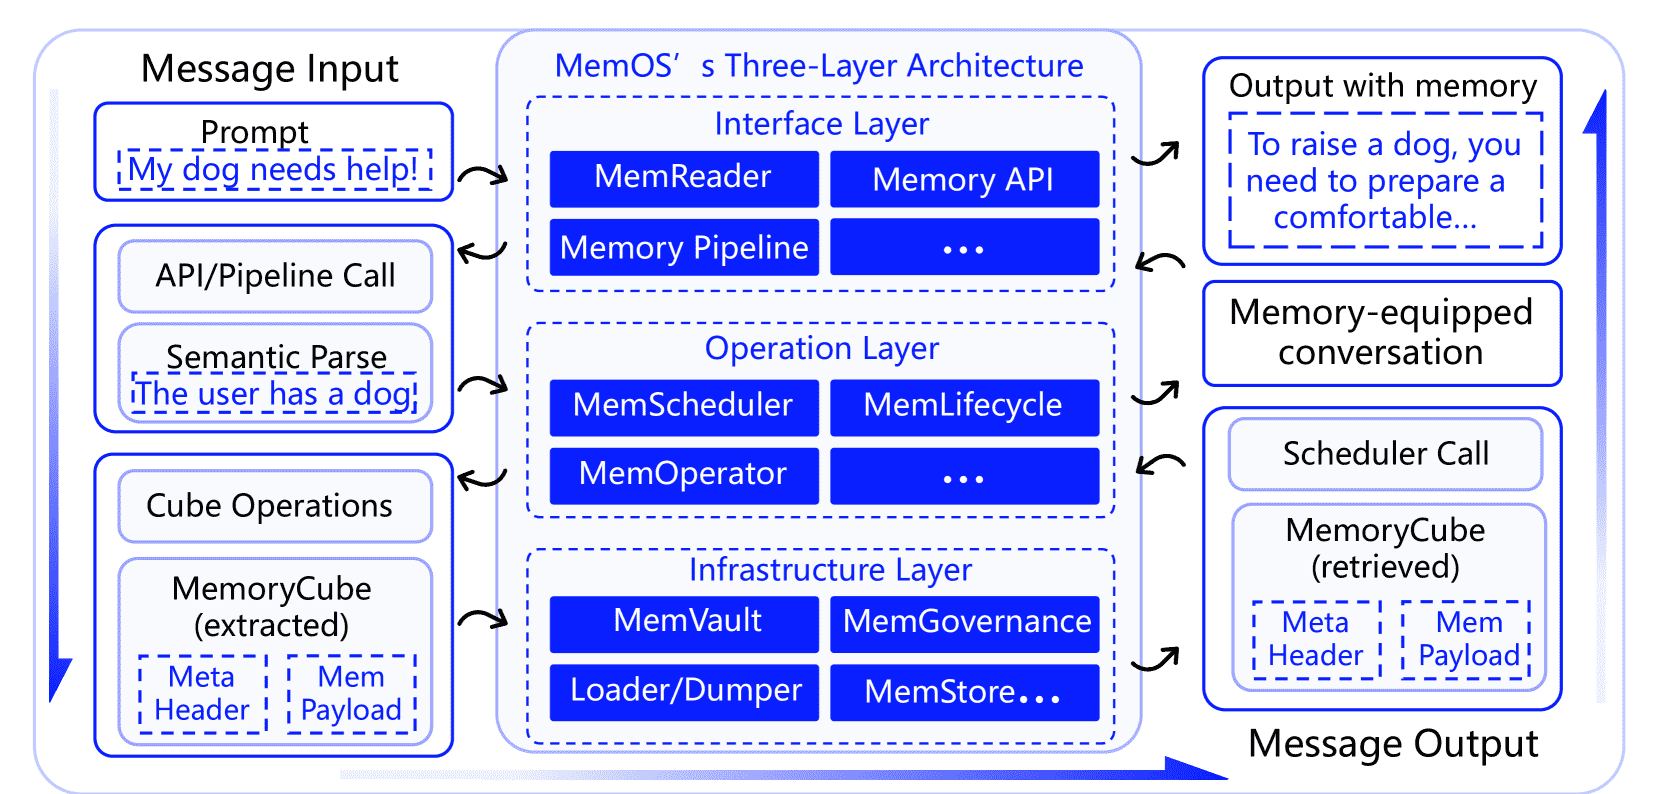 Message Input
Prompt
My dog needs help!
API/Pipeline Call
Semantic Parse
The user has a dog
Cube Operations
MemoryCube
(extracted)
Meta
Header
Mem
Payload
MemOS’s Three-Layer Architecture
Interface Layer
MemReader
Memory API
Memory Pipeline
...
Operation Layer
MemScheduler
MemLifecycle
MemOperator
...
Infrastructure Layer
MemVault
MemGovernance
Loader/Dumper
MemStore...
Output with memory
To raise a dog, you
need to prepare a
comfortable...
Memory-equipped
conversation
Scheduler Call
MemoryCube
(retrieved)
Meta
Header
Mem
Payload
Message Output